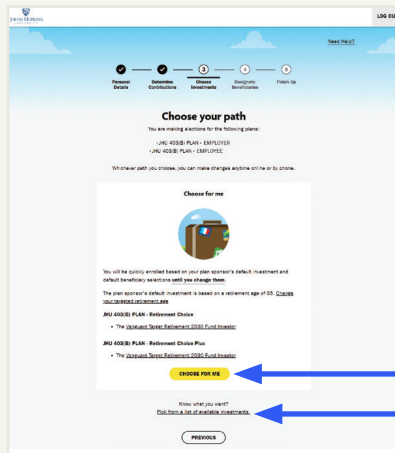 JOHNS HOPKINS
UNIVERSITY
LOG OU
Need Help?
3
4
5
Personal Details
Determine Contributions
Choose Investments
Designate Beneficiaries
Finish Up
Choose your path
You are making elections for the following plans:
•JHU 403(B) PLAN - EMPLOYER
•JHU 403(B) PLAN - EMPLOYEE
Whichever path you choose, you can make changes anytime online or by phone.
Choose for me
You will be quickly enrolled based on your plan sponsor's default investment and
default beneficiary selections until you change them.
The plan sponsor's default investment is based on a retirement age of 65. Change
your targeted retirement age
JHU 403(B) PLAN - Retirement Choice
• The Vanguard Target Retirement 2030 Fund Investor
JHU 403(B) PLAN - Retirement Choice Plus
• The Vanguard Target Retirement 2030 Fund Investor
CHOOSE FOR ME
Know what you want?
Pick from a list of available investments.
PREVIOUS